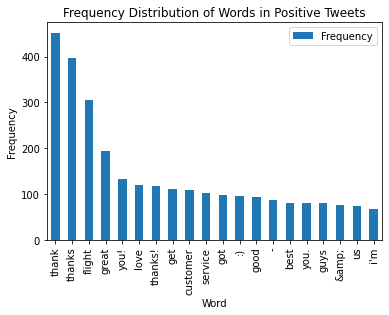 Frequency Distribution of Words in Positive Tweets
Frequency
400
300
200
100
0
Frequency
thank
thanks
flight
great
you!
love
thanks!
get
customer
service
got
:)
good
-
best
you.
guys
&amp;
us
i'm
Word